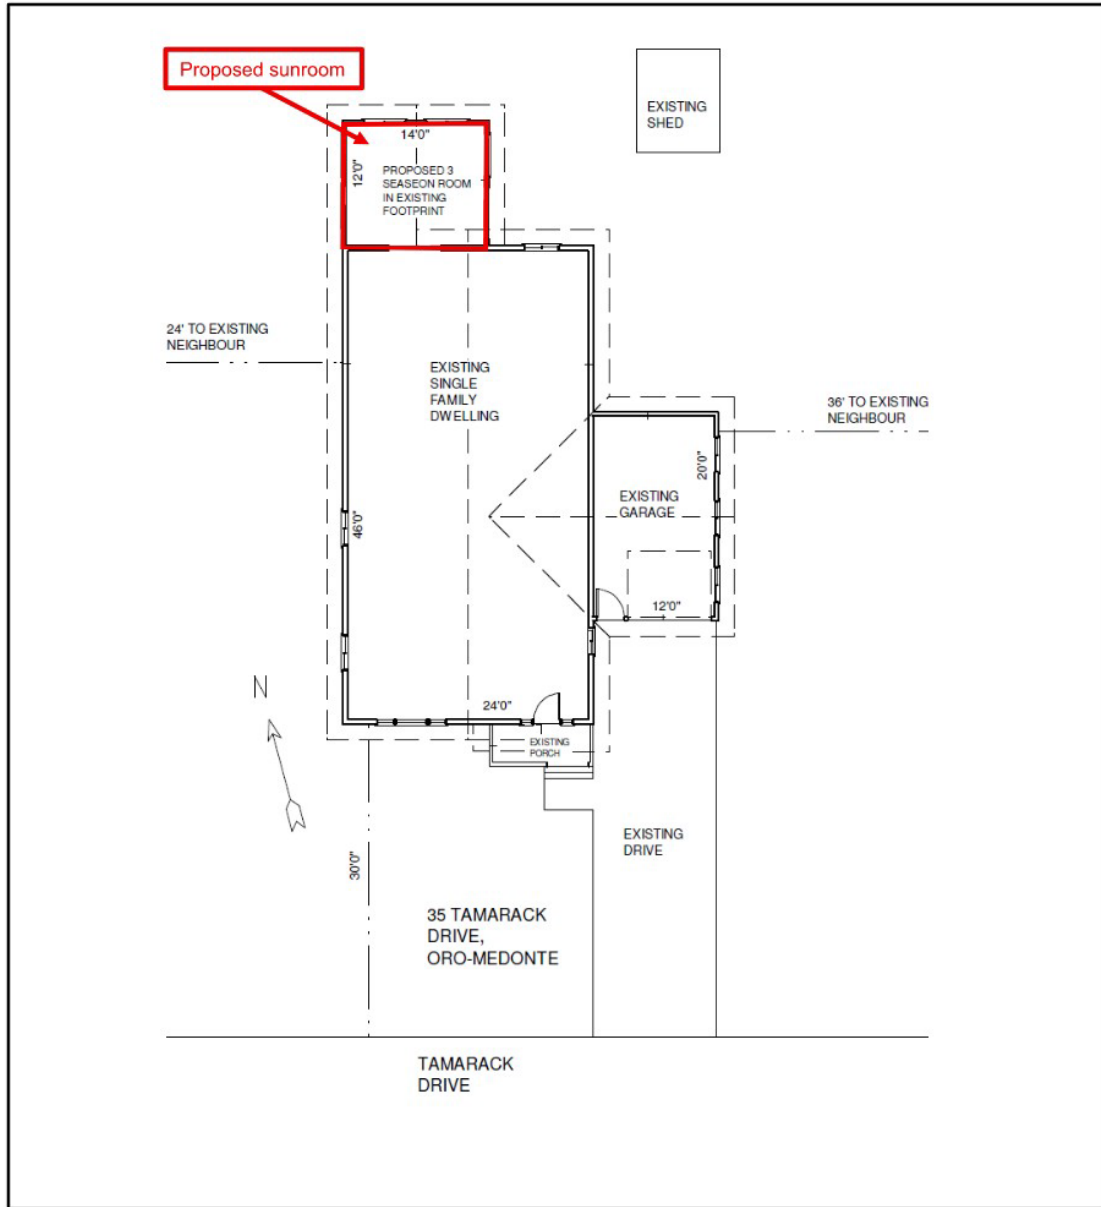 Proposed sunroom
EXISTING
SHED
14'0"
12'0"
PROPOSED 3
SEASEON ROOM
IN EXISTING
FOOTPRINT
24' TO EXISTING
NEIGHBOUR
EXISTING
SINGLE
FAMILY
DWELLING
36' TO EXISTING
NEIGHBOUR
20'0"
EXISTING
GARAGE
46'0"
12'0"
N
24'0"
EXISTING
PORCH
EXISTING
DRIVE
30'0"
35 TAMARACK
DRIVE,
ORO-MEDONTE
TAMARACK
DRIVE